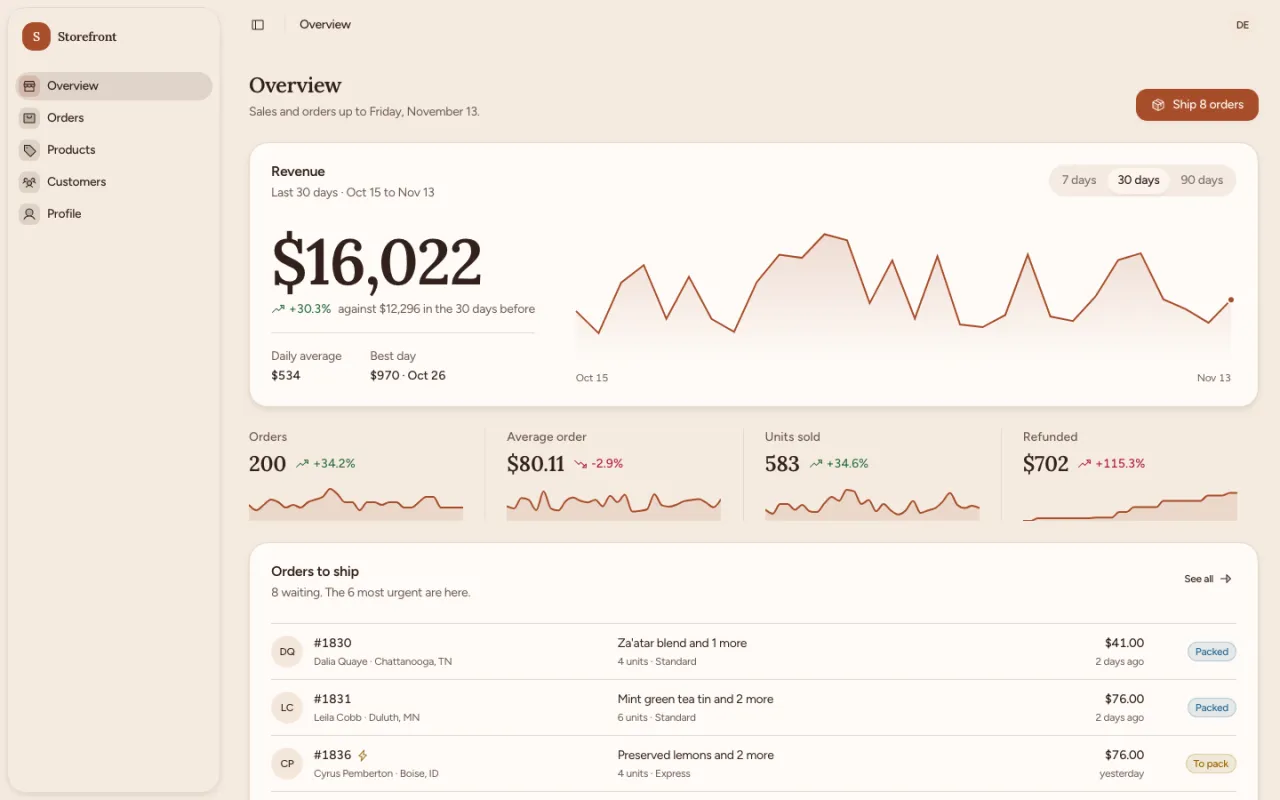 S Storefront
Overview
Orders
Products
Customers
Profile
Overview
DE
Overview
Sales and orders up to Friday, November 13.
Ship 8 orders
Revenue
Last 30 days · Oct 15 to Nov 13
7 days 30 days 90 days
$16,022
+30.3% against $12,296 in the 30 days before
Daily average
$534
Best day
$970 · Oct 26
Oct 15
Nov 13
Orders
200 +34.2%
Average order
$80.11 -2.9%
Units sold
583 +34.6%
Refunded
$702 +115.3%
Orders to ship
8 waiting. The 6 most urgent are here.
See all
DQ
#1830
Dalia Quaye · Chattanooga, TN
Za'atar blend and 1 more
4 units · Standard
$41.00
2 days ago
Packed
LC
#1831
Leila Cobb · Duluth, MN
Mint green tea tin and 2 more
6 units · Standard
$76.00
2 days ago
Packed
CP
#1836
Cyrus Pemberton · Boise, ID
Preserved lemons and 2 more
4 units · Express
$76.00
yesterday
To pack